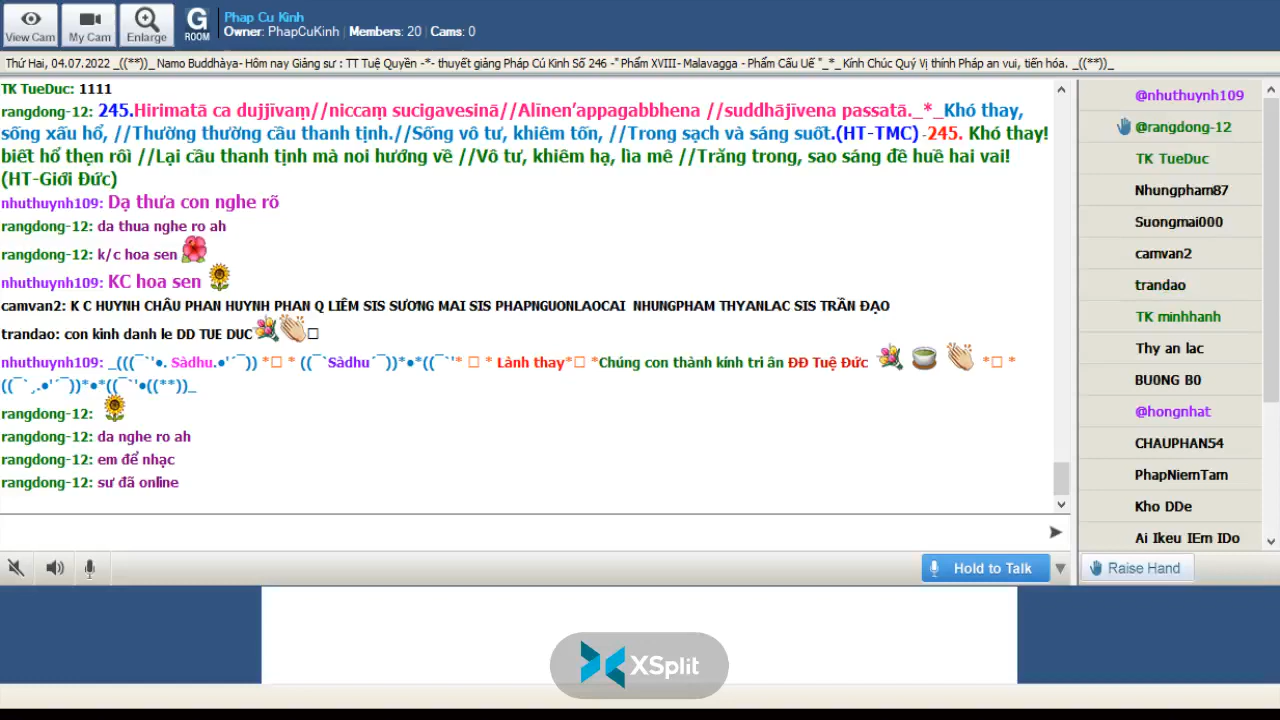 View Cam
My Cam
Enlarge
G
ROOM
Phap Cu Kinh
Owner: PhapCuKinh | Members: 20 | Cams: 0
Thứ Hai, 04.07.2022 _((**))_ Namo Buddhàya- Hôm nay Giảng sư : TT Tuệ Quyền -*- thuyết giảng Pháp Cú Kinh Số 246 -" Phẩm XVIII- Malavagga - Phẩm Cấu Uế "_*_ Kính Chúc Quý Vị thính Pháp an vui, tiến hóa. _((**))_
TK TueDuc: 1111
rangdong-12: 245.Hirimatā ca dujjīvaṃ//niccaṃ sucigavesinā//Alīnen'appagabbhena //suddhājīvena passatā._*_Khó thay,
sống xấu hổ, //Thường thường cầu thanh tịnh.//Sống vô tư, khiêm tốn, //Trong sạch và sáng suốt.(HT-TMC) -245. Khó thay!
biết hổ thẹn rồi //Lại cầu thanh tịnh mà noi hướng về //Vô tư, khiêm hạ, lìa mê //Trăng trong, sao sáng đề huề hai vai!
(HT-Giới Đức)
nhuthuynh109: Dạ thưa con nghe rõ
rangdong-12: da thua nghe ro ah
rangdong-12: k/c hoa sen
nhuthuynh109: KC hoa sen
camvan2: K C HUYNH CHÂU PHAN HUYNH PHAN Q LIÊM SIS SƯƠNG MAI SIS PHAPNGUONLAOCAI NHUNGPHAM THYANLAC SIS TRẦN ĐẠO
trandao: con kinh danh le DD TUE DUC
nhuthuynh109: _(((¯`'●. Sàdhu.●'´¯)) *□ * ((¯`Sàdhu´¯))*●*((¯`'* □ * Lành thay*□ *Chúng con thành kính tri ân ĐĐ Tuệ Đức *□ *
((¯`¸.●'´¯))*●*((¯`'●((**))_
rangdong-12:
rangdong-12: da nghe ro ah
rangdong-12: em để nhạc
rangdong-12: sư đã online
@nhuthuynh109
@rangdong-12
TK TueDuc
Nhungpham87
Suongmai000
camvan2
trandao
TK minhhanh
Thy an lac
BU0NG B0
@hongnhat
CHAUPHAN54
PhapNiemTam
Kho DDe
Ai Ikeu IEm IDo
Hold to Talk
Raise Hand
XSplit